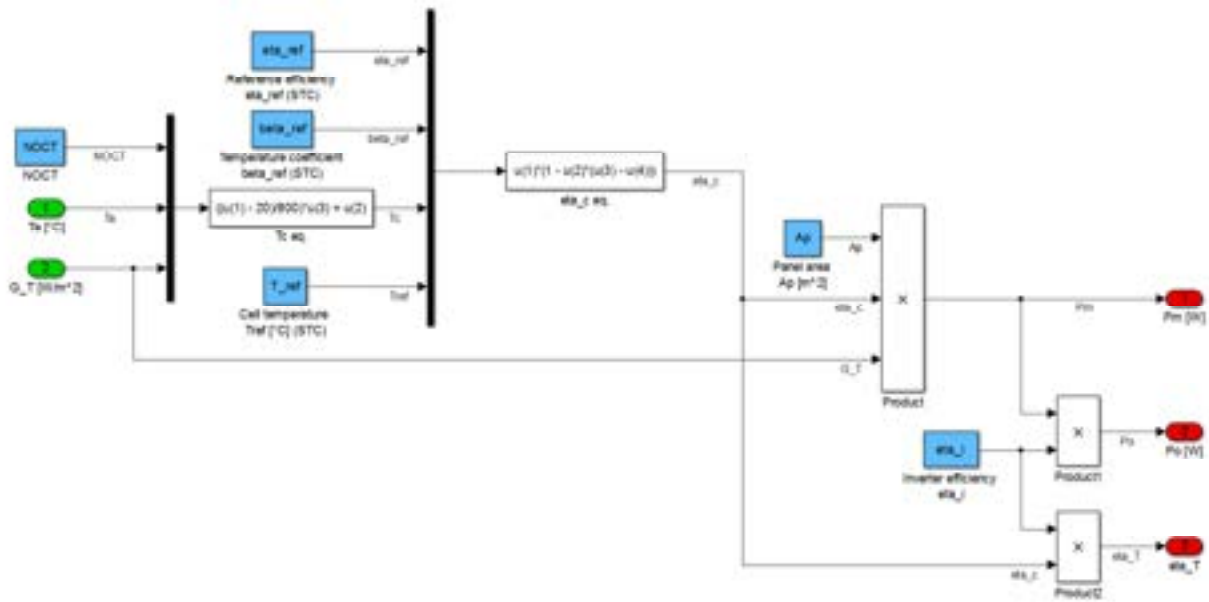 eta_ref
eta_ref
Reference efficiency
eta_ref (STC)
beta_ref
beta_ref
Temperature coefficient
beta_ref (STC)
NOCT
NOCT
NOCT
1
Ta
Ta [°C]
((u(1) - 20)/800)*u(3) + u(2)
Tc
Tc eq.
2
G_T [W/m^2]
T_ref
Tref
Cell temperature
Tref [°C] (STC)
u(1)*(1 - u(2)*(u(3) - u(4)))
eta_c
eta_c eq.
Ap
Ap
Panel area
Ap [m^2]
eta_c
G_T
×
Product
Pm
1
Pm [W]
eta_i
Inverter efficiency
eta_i
×
Product1
Po
2
Po [W]
eta_c
×
Product2
eta_T
3
eta_T